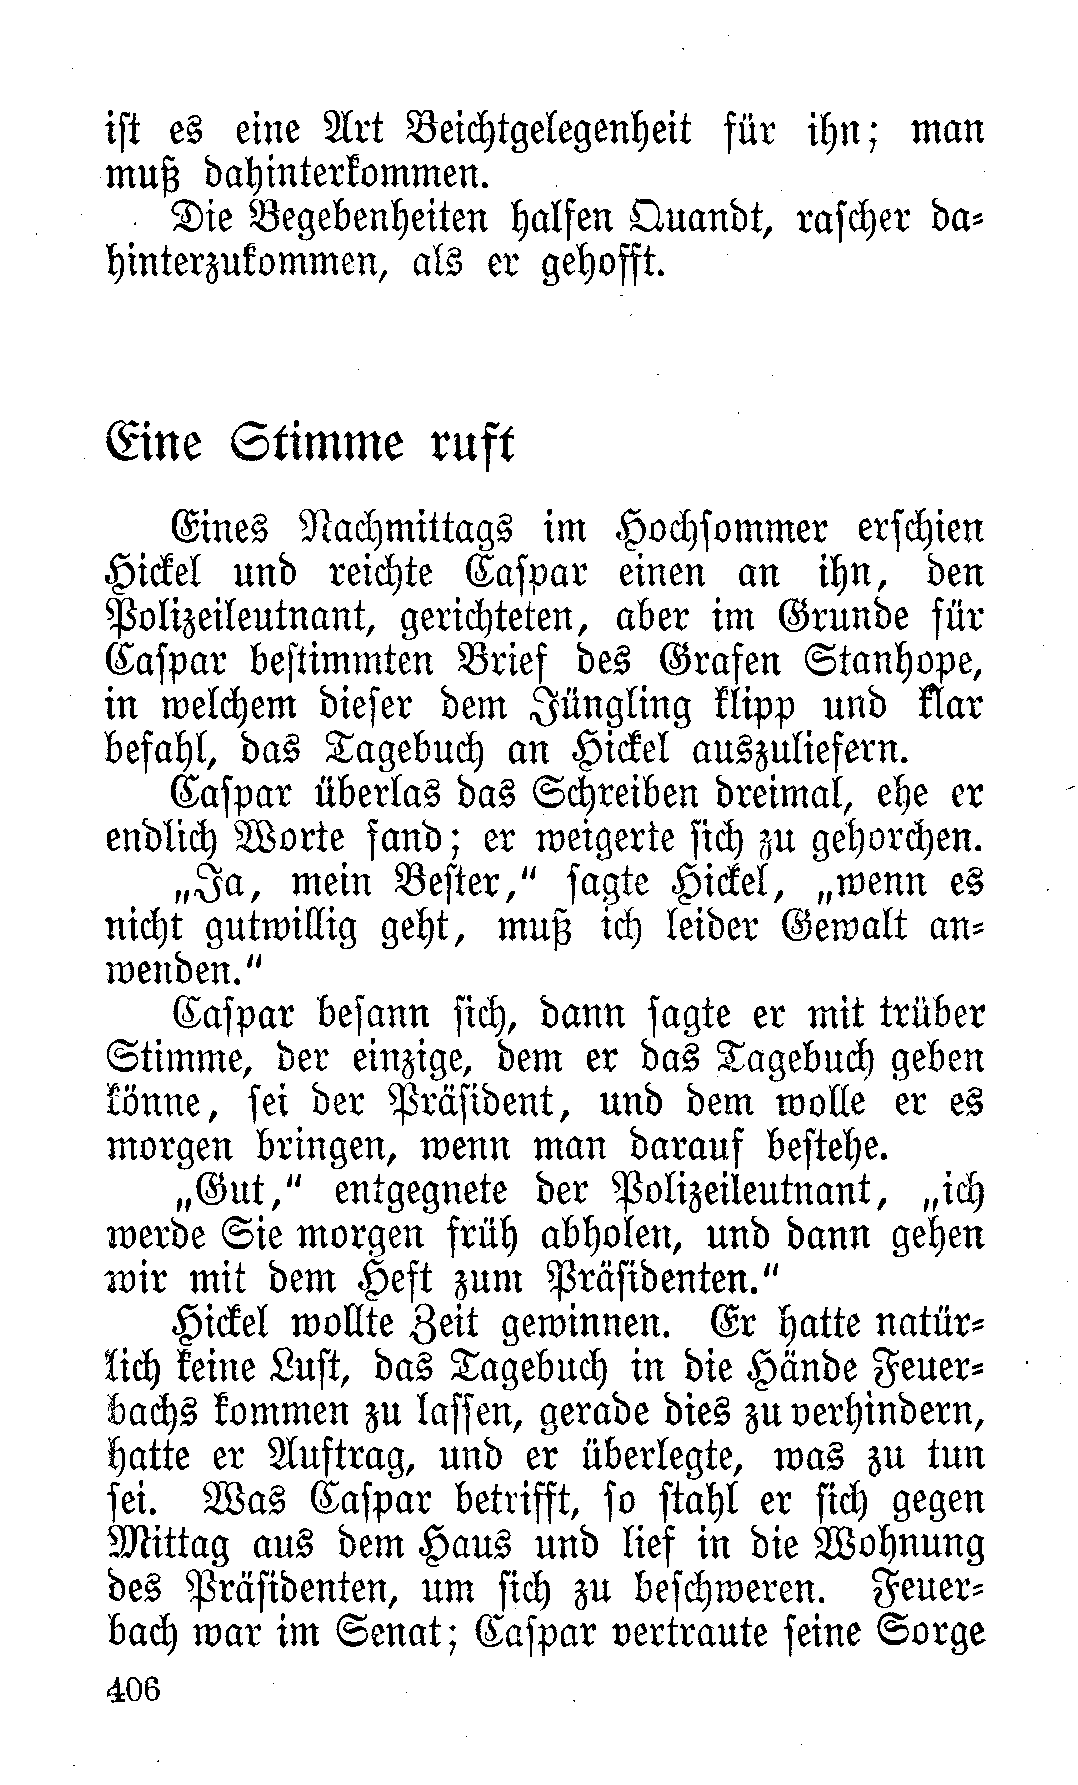 ist es eine Art Beichtgelegenheit für ihn; man
muß dahinterkommen.
Die Begebenheiten halfen Quandt, rascher da-
hinterzukommen, als er gehofft.
Eine Stimme ruft
Eines Nachmittags im Hochsommer erschien
Hickel und reichte Caspar einen an ihn, den
Polizeileutnant, gerichteten, aber im Grunde für
Caspar bestimmten Brief des Grafen Stanhope,
in welchem dieser dem Jüngling klipp und klar
befahl, das Tagebuch an Hickel auszuliefern.
Caspar überlas das Schreiben dreimal, ehe er
endlich Worte fand; er weigerte sich zu gehorchen.
„Ja, mein Bester,“ sagte Hickel, „wenn es
nicht gutwillig geht, muß ich leider Gewalt an-
wenden.“
Caspar besann sich, dann sagte er mit trüber
Stimme, der einzige, dem er das Tagebuch geben
könne, sei der Präsident, und dem wolle er es
morgen bringen, wenn man darauf bestehe.
„Gut,“ entgegnete der Polizeileutnant, „ich
werde Sie morgen früh abholen, und dann gehen
wir mit dem Heft zum Präsidenten.“
Hickel wollte Zeit gewinnen. Er hatte natür-
lich keine Lust, das Tagebuch in die Hände Feuer-
bachs kommen zu lassen, gerade dies zu verhindern,
hatte er Auftrag, und er überlegte, was zu tun
sei. Was Caspar betrifft, so stahl er sich gegen
Mittag aus dem Haus und lief in die Wohnung
des Präsidenten, um sich zu beschweren. Feuer-
bach war im Senat; Caspar vertraute seine Sorge
406